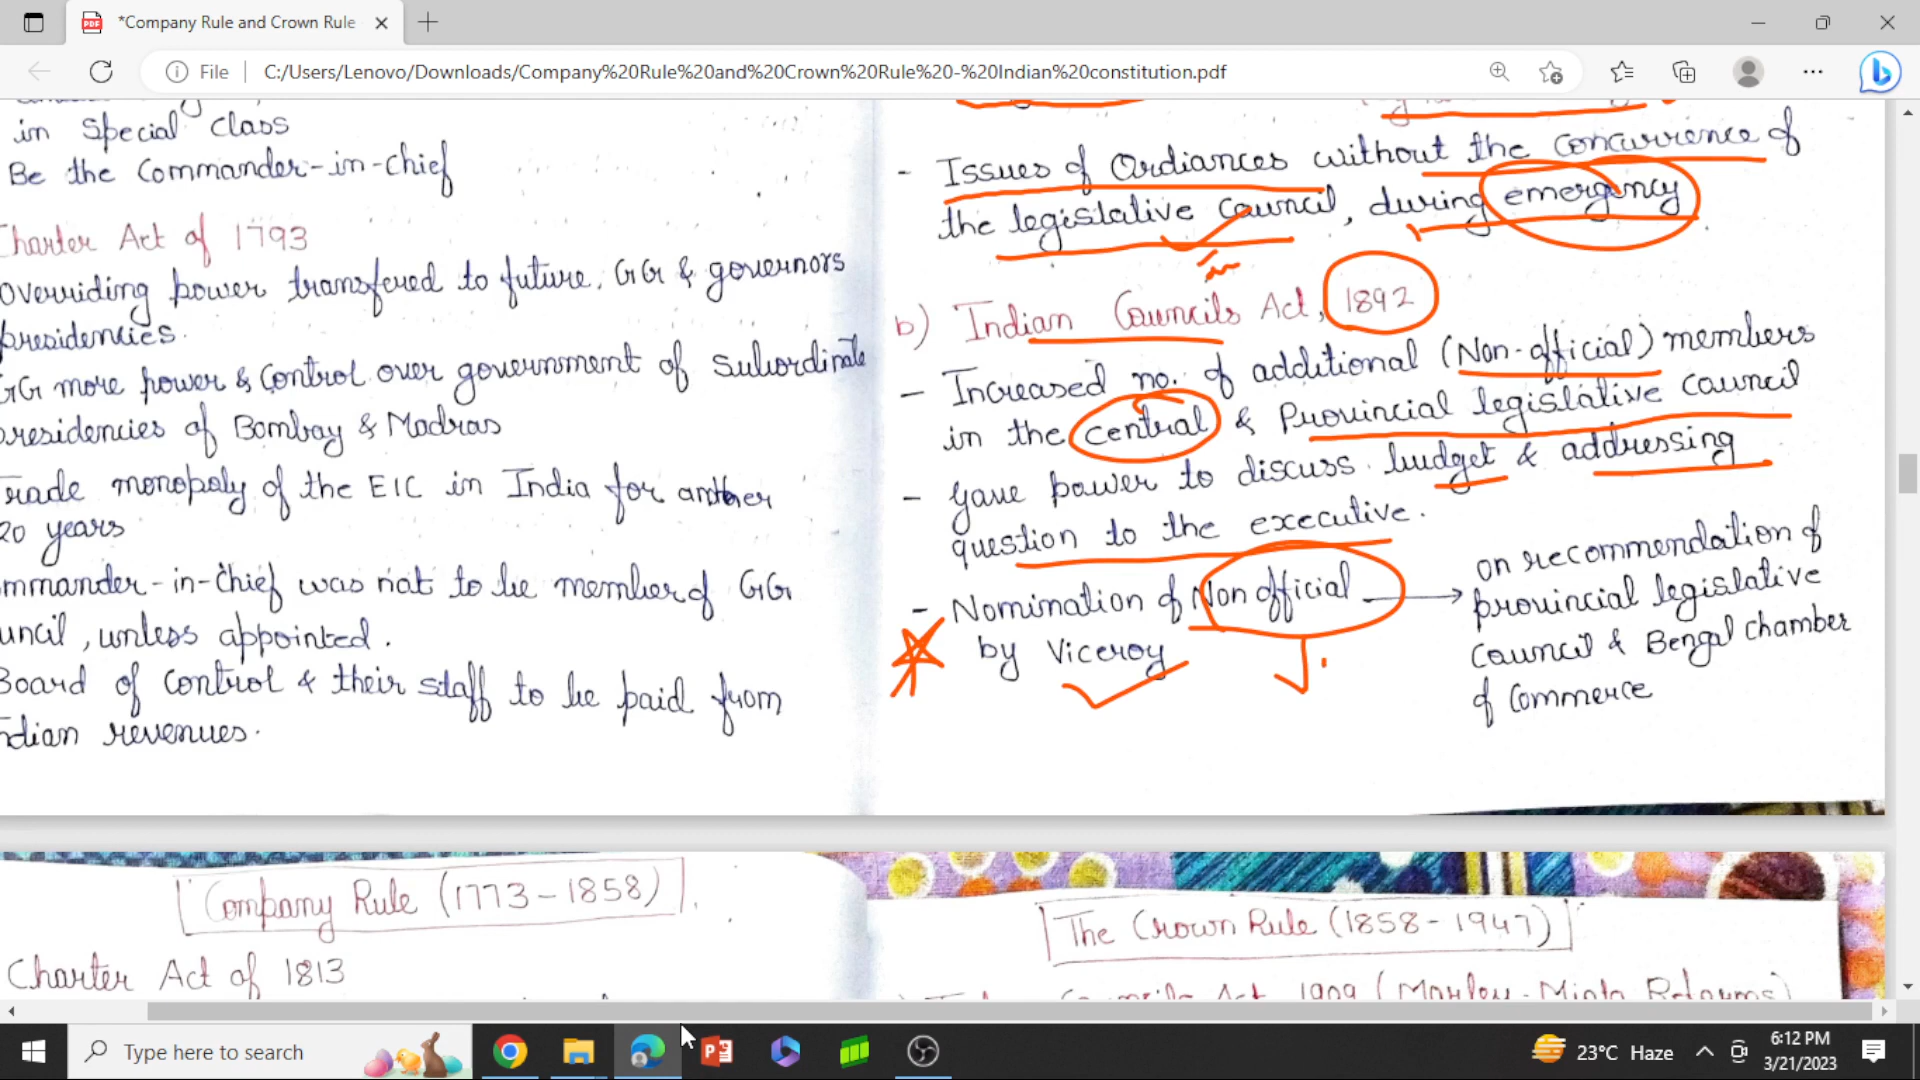 *Company Rule and Crown Rule
File
C:/Users/Lenovo/Downloads/Company%20Rule%20and%20Crown%20Rule%20-%20Indian%20constitution.pdf
in Special Class
Be the Commander-in-Chief
Charter Act of 1793
Overriding power transfered to future, GG & governors
presidencies.
GG more power & Control over government of Subordinate
presidencies of Bombay & Madras
Trade monopoly of the EIC in India for another
20 years
mmander-in-Chief was not to be member of GG
uncil, unless appointed.
Board of Control & their staff to be paid from
Indian revenues.
- Issues of Ordiances without the concurrence of
the legislative council, during emergency
b) Indian Councils Act, 1892
- Increased no. of additional (Non-official) members
in the central & Provincial legislative council
- Gave power to discuss budget & addressing
question to the executive.
- Nomination of Non official
by Viceroy
on recommendation of
provincial legislative
council & Bengal chamber
of Commerce
Company Rule (1773-1858)
Charter Act of 1813
The Crown Rule (1858-1947)
Act 1909 (Morley-Minto Reforms)
Type here to search
23°C Haze
6:12 PM
3/21/2023